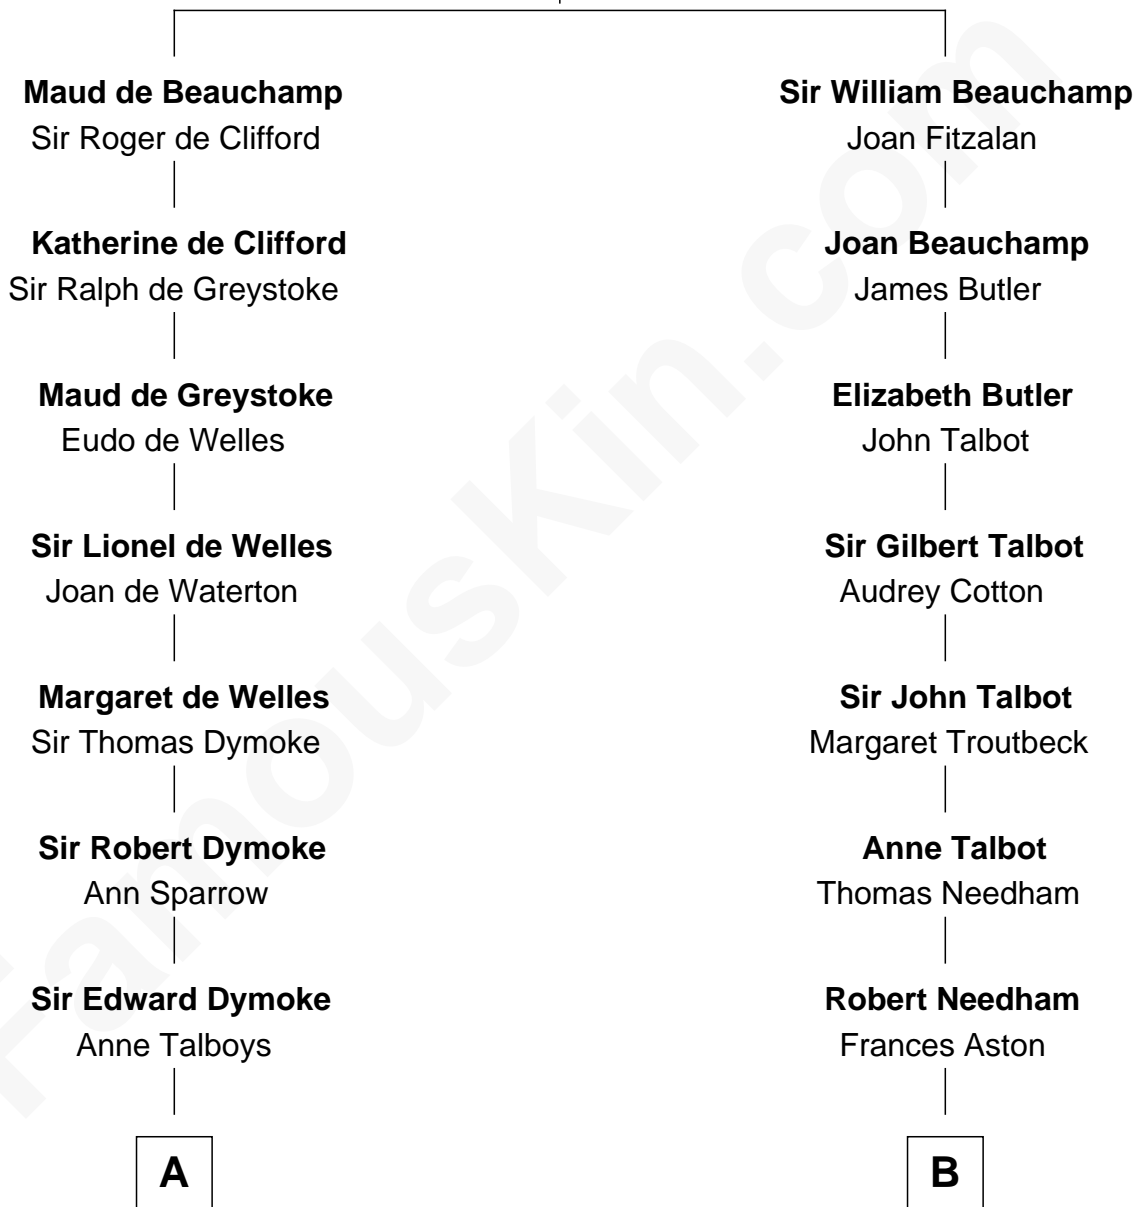 Maud de Beauchamp
Sir Roger de Clifford
Katherine de Clifford
Sir Ralph de Greystoke
Maud de Greystoke
Eudo de Welles
Sir Lionel de Welles
Joan de Waterton
Margaret de Welles
Sir Thomas Dymoke
Sir Robert Dymoke
Ann Sparrow
Sir Edward Dymoke
Anne Talboys
A
Sir William Beauchamp
Joan Fitzalan
Joan Beauchamp
James Butler
Elizabeth Butler
John Talbot
Sir Gilbert Talbot
Audrey Cotton
Sir John Talbot
Margaret Troutbeck
Anne Talbot
Thomas Needham
Robert Needham
Frances Aston
B
FamousKin.com